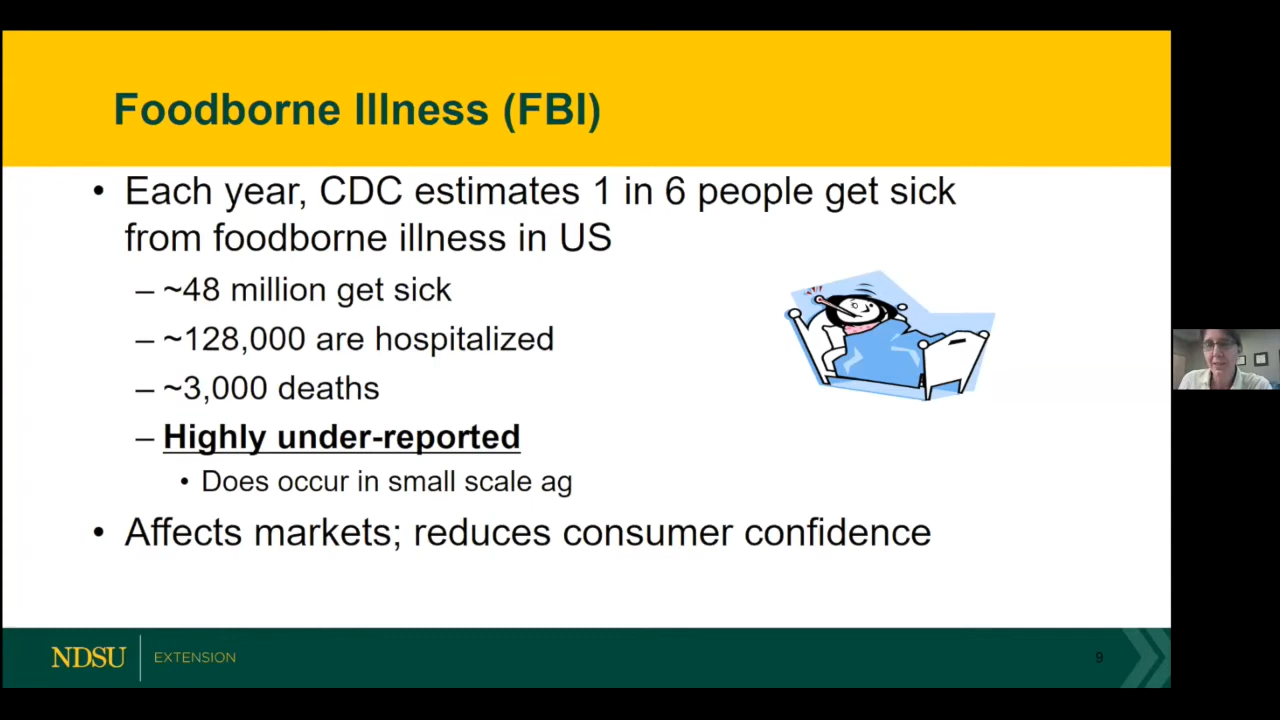 Foodborne Illness (FBI)
• Each year, CDC estimates 1 in 6 people get sick
from foodborne illness in US
– ~48 million get sick
– ~128,000 are hospitalized
– ~3,000 deaths
– Highly under-reported
• Does occur in small scale ag
• Affects markets; reduces consumer confidence
NDSU EXTENSION
9